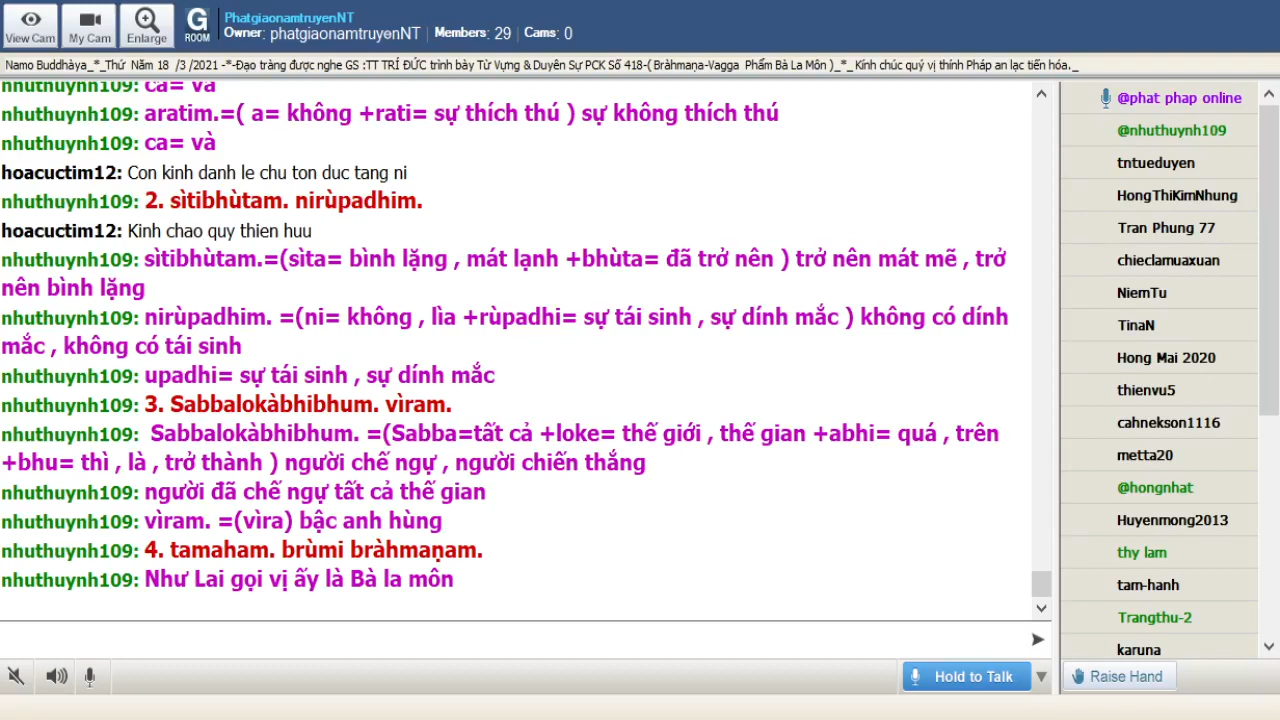 PhatgiaonamtruyenNT
Owner: phatgiaonamtruyenNT | Members: 29 | Cams: 0
View Cam
My Cam
Enlarge
G
ROOM
Namo Buddhàya_*_Thứ Năm 18 /3 /2021 -*-Đạo tràng được nghe GS :TT TRÍ ĐỨC trình bày Từ Vựng & Duyên Sự PCK Số 418-( Bràhmaṇa-Vagga Phẩm Bà La Môn )_*_ Kính chúc quý vị thính Pháp an lạc tiến hóa._
nhuthuynh109: ca= và
nhuthuynh109: aratim.=( a= không +rati= sự thích thú ) sự không thích thú
nhuthuynh109: ca= và
hoacuctim12: Con kinh danh le chu ton duc tang ni
nhuthuynh109: 2. sìtibhùtam. nirùpadhim.
hoacuctim12: Kinh chao quy thien huu
nhuthuynh109: sìtibhùtam.=(sìta= bình lặng , mát lạnh +bhùta= đã trở nên ) trở nên mát mẽ , trở
nên bình lặng
nhuthuynh109: nirùpadhim. =(ni= không , lìa +rùpadhi= sự tái sinh , sự dính mắc ) không có dính
mắc , không có tái sinh
nhuthuynh109: upadhi= sự tái sinh , sự dính mắc
nhuthuynh109: 3. Sabbalokàbhibhum. vìram.
nhuthuynh109: Sabbalokàbhibhum. =(Sabba=tất cả +loke= thế giới , thế gian +abhi= quá , trên
+bhu= thì , là , trở thành ) người chế ngự , người chiến thắng
nhuthuynh109: người đã chế ngự tất cả thế gian
nhuthuynh109: vìram. =(vìra) bậc anh hùng
nhuthuynh109: 4. tamaham. brùmi bràhmaṇam.
nhuthuynh109: Như Lai gọi vị ấy là Bà la môn
@phat phap online
@nhuthuynh109
tntueduyen
HongThiKimNhung
Tran Phung 77
chieclamuaxuan
NiemTu
TinaN
Hong Mai 2020
thienvu5
cahnekson1116
metta20
@hongnhat
Huyenmong2013
thy lam
tam-hanh
Trangthu-2
karuna
Hold to Talk
Raise Hand